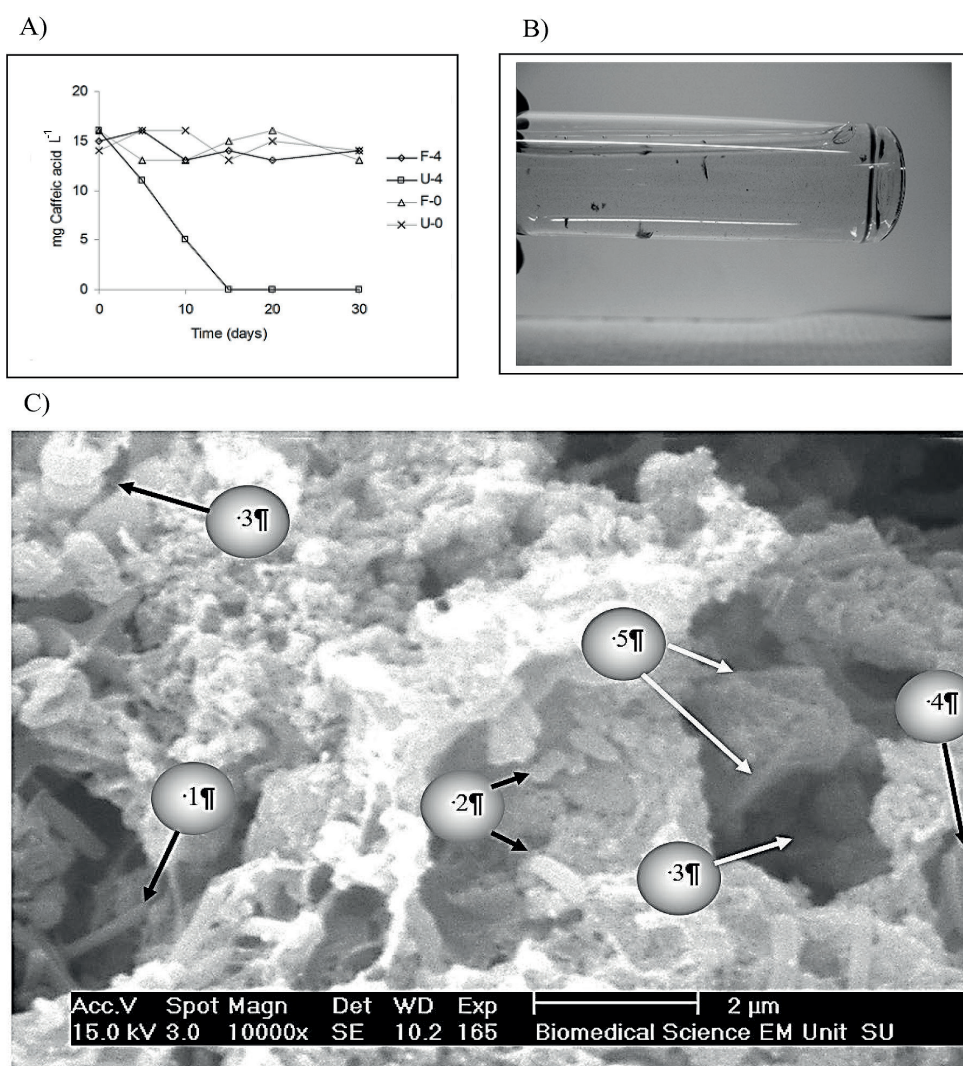 A)
B)
20
15
10
5
0
mg Caffeic acid L⁻¹
0 10 20 30
Time (days)
F-4
U-4
F-0
U-0
C)
·3¶
·5¶
·4¶
·1¶
·2¶
·3¶
Acc.V Spot Magn Det WD Exp 2 µm
15.0 kV 3.0 10000x SE 10.2 165 Biomedical Science EM Unit SU